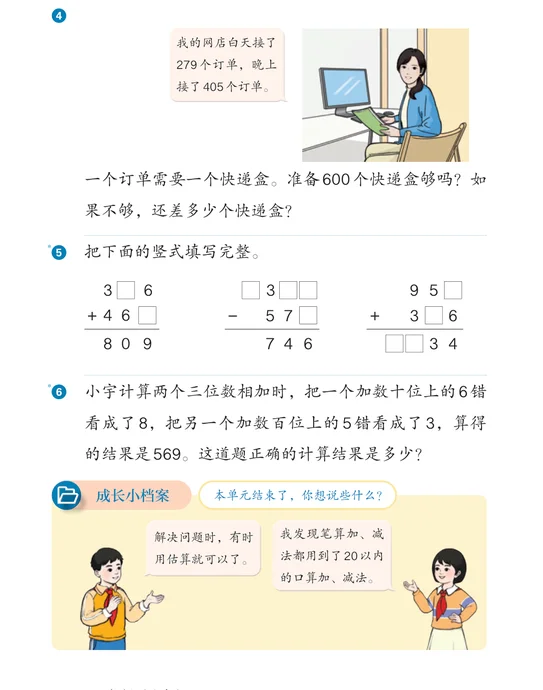 4
我的网店白天接了
279个订单，晚上
接了405个订单。
一个订单需要一个快递盒。准备600个快递盒够吗？如
果不够，还差多少个快递盒？
5 把下面的竖式填写完整。
3□ 6 □ 3□□ 9 5□
+ 4 6□ − 5 7□ + 3□6
8 0 9 7 4 6 □□3 4
6 小宇计算两个三位数相加时，把一个加数十位上的6错
看成了8，把另一个加数百位上的5错看成了3，算得
的结果是569。这道题正确的计算结果是多少？
成长小档案 本单元结束了，你想说些什么？
解决问题时，有时
用估算就可以了。
我发现笔算加、减
法都用到了20以内
的口算加、减法。